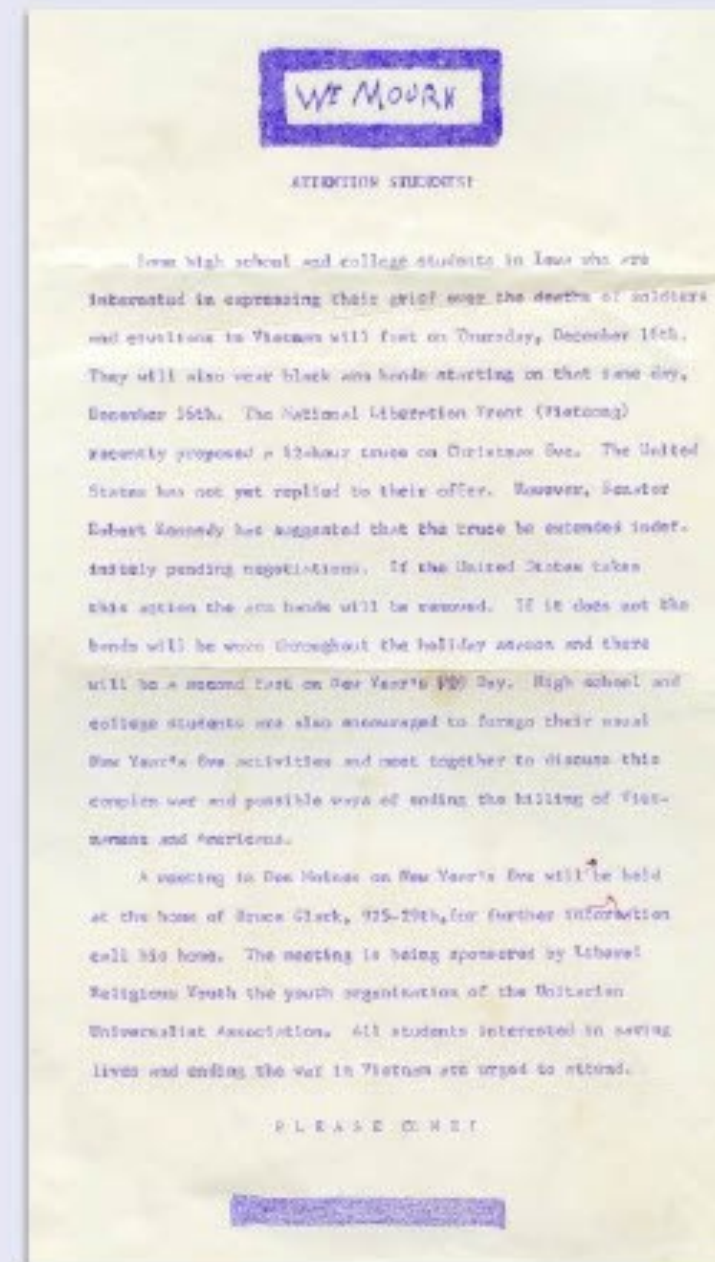 WE MOURN
ATTENTION STUDENTS!
Some high school and college students in Iowa who are
interested in expressing their grief over the deaths of soldiers
and civilians in Vietnam will fast on Thursday, December 16th.
They will also wear black arm bands starting on that same day,
December 16th. The National Liberation Front (Vietcong)
recently proposed a 12-hour truce on Christmas Eve. The United
States has not yet replied to their offer. However, Senator
Robert Kennedy has suggested that the truce be extended indef-
initely pending negotiations. If the United States takes
this action the arm bands will be removed. If it does not the
bands will be worn throughout the holiday season and there
will be a second fast on New Year's Day. High school and
college students are also encouraged to forego their usual
New Year's Eve activities and meet together to discuss this
complex war and possible ways of ending the killing of Viet-
namese and Americans.
A meeting in Des Moines on New Year's Eve will be held
at the home of Bruce Clark, 925-29th, for further information
call his home. The meeting is being sponsored by Liberal
Religious Youth the youth organization of the Unitarian
Universalist Association. All students interested in saving
lives and ending the war in Vietnam are urged to attend.
P L E A S E C O M E !